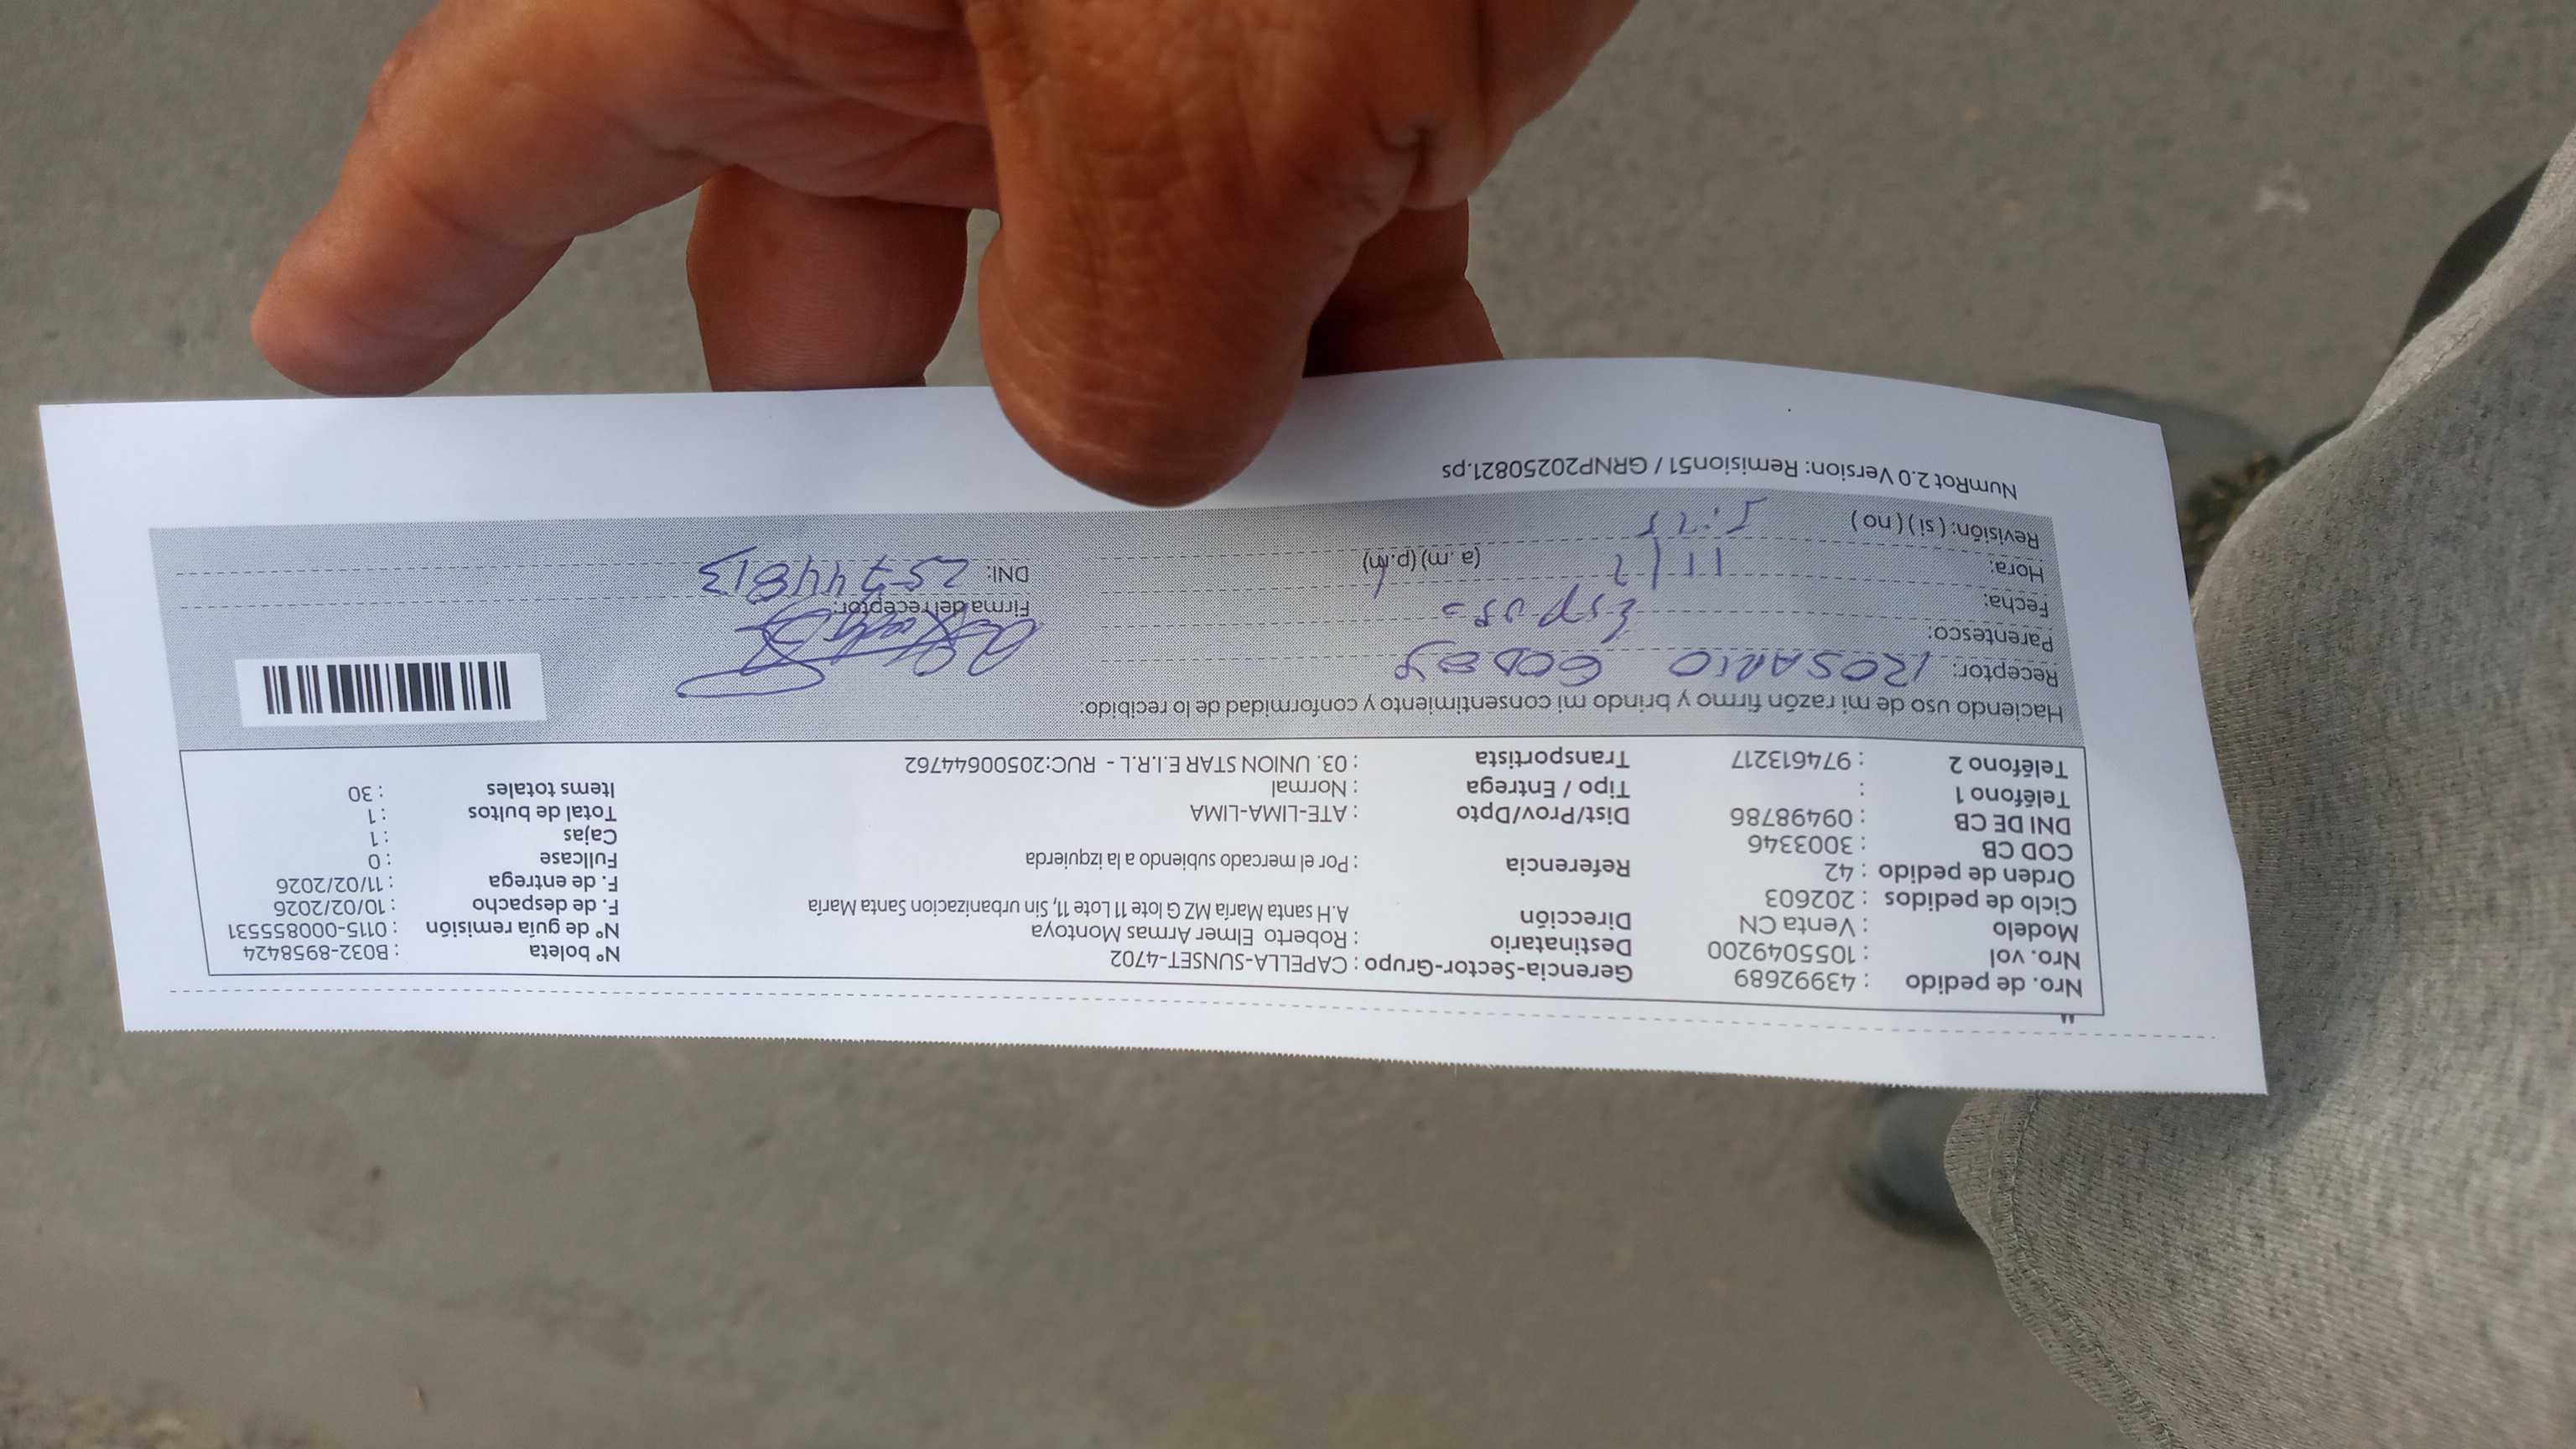 Nro. de pedido : 43992689 Gerencia-Sector-Grupo : CAPELLA-SUNSET-4702 N° boleta : B032-8958424
Nro. vol : 1055049200 Destinatario : Roberto Elmer Armas Montoya N° de guía remisión : 0115-000855531
Modelo : Venta CN Dirección A.H santa María MZ G lote 11 Lote 11, Sin urbanizacion Santa María F. de despacho : 10/02/2026
Ciclo de pedidos : 202603 F. de entrega : 11/02/2026
Orden de pedido : 42 Referencia : Por el mercado subiendo a la izquierda Fullcase : 0
COD CB : 3003346 Cajas : 1
DNI DE CB : 09498786 Dist/Prov/Dpto : ATE-LIMA-LIMA Total de bultos : 1
Teléfono 1 : Tipo / Entrega : Normal Items totales : 30
Teléfono 2 : 974613217 Transportista : 03. UNION STAR E.I.R.L - RUC:20500644762
Haciendo uso de mi razón firmo y brindo mi consentimiento y conformidad de lo recibido:
Receptor: ROSARIO GODOY
Parentesco: Esposa
Fecha: 11/2 Firma del receptor:
Hora: (a. m) (p. m) DNI: 25744813
Revisión: ( si ) ( no )
NumRot 2.0 Version: Remision51 / GRNP20250821.ps